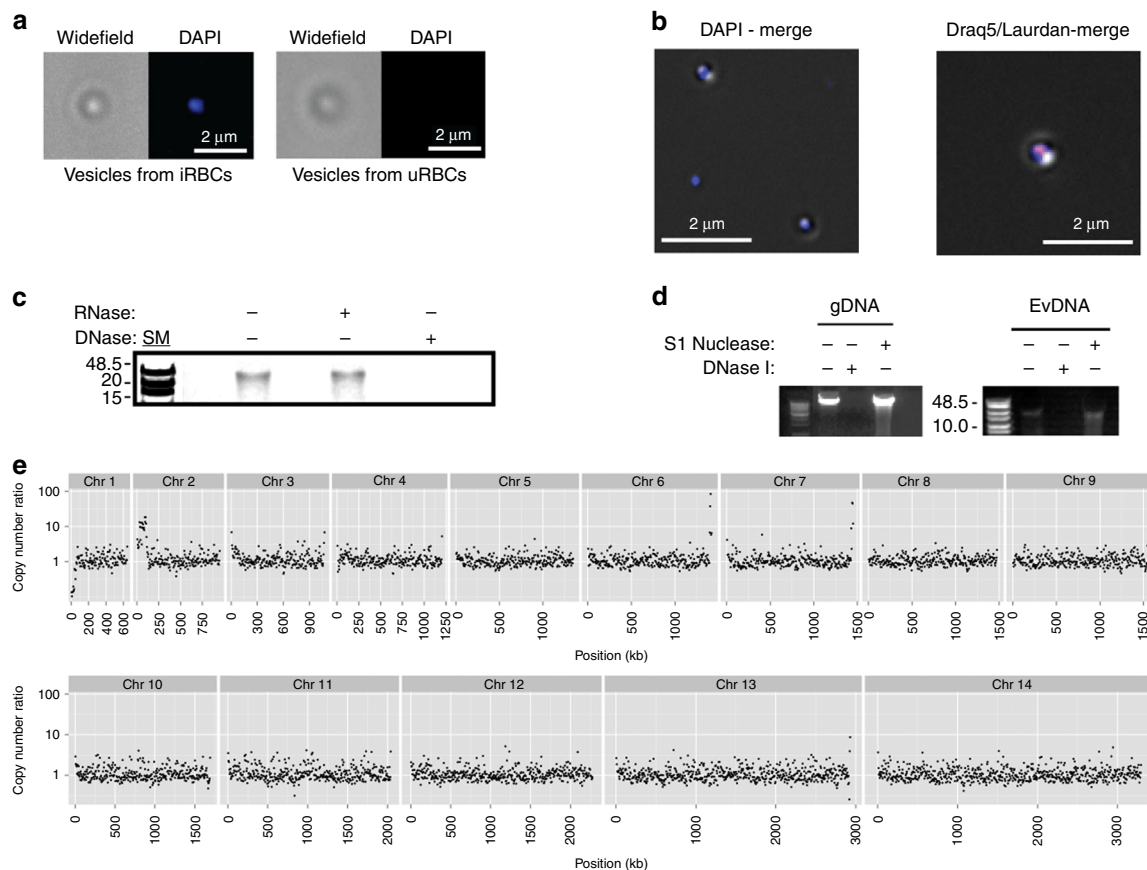 a
Widefield DAPI Widefield DAPI
2 μm 2 μm
Vesicles from iRBCs Vesicles from uRBCs
b
DAPI - merge Draq5/Laurdan-merge
2 μm 2 μm
c
RNase: – + –
DNase: SM – – +
48.5 -
20 -
15 -
d
gDNA EvDNA
S1 Nuclease: – – + – – +
DNase I: – + – – + –
48.5 -
10.0 -
e
Chr 1 Chr 2 Chr 3 Chr 4 Chr 5 Chr 6 Chr 7 Chr 8 Chr 9
Copy number ratio
100
10
1
0 200 400 600 0 250 500 750 0 300 600 900 0 250 500 750 1000 1250 0 500 1000 0 500 1000 0 500 1000 1500 0 500 1000 1500 0 500 1000 1500
Position (kb)
Chr 10 Chr 11 Chr 12 Chr 13 Chr 14
Copy number ratio
100
10
1
0 500 1000 1500 0 500 1000 1500 2000 0 500 1000 1500 2000 0 1000 2000 3000 0 1000 2000 3000
Position (kb)